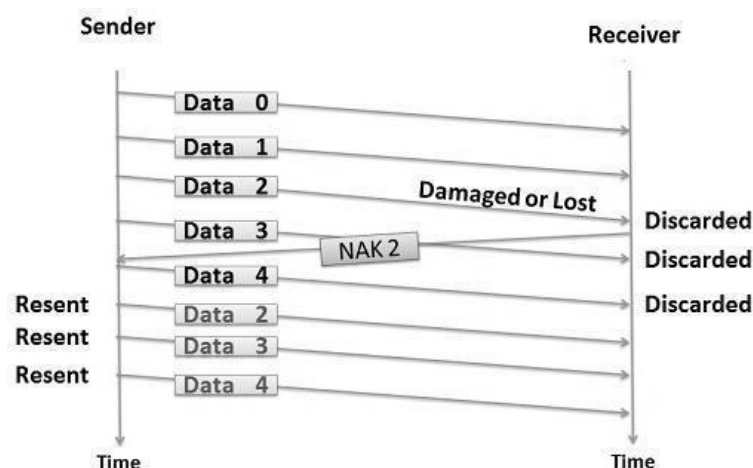 Sender
Receiver
Data 0
Data 1
Data 2
Damaged or Lost
Discarded
Data 3
NAK 2
Discarded
Data 4
Discarded
Resent
Data 2
Resent
Data 3
Resent
Data 4
Time
Time